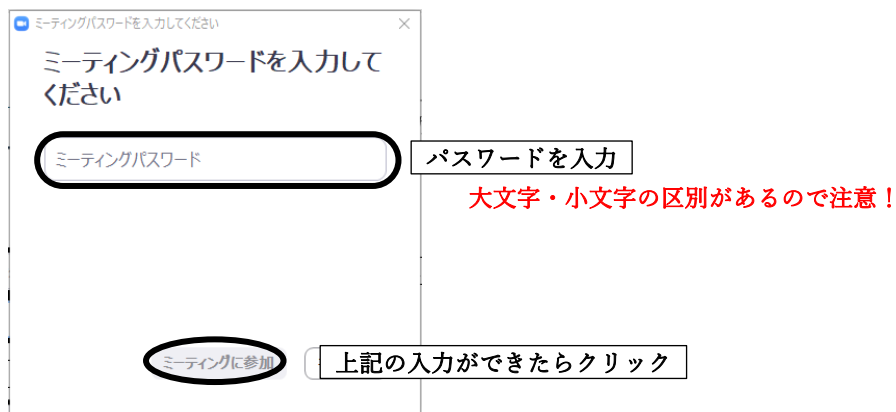 ミーティングパスワードを入力してください
ミーティングパスワードを入力して
ください
ミーティングパスワード
パスワードを入力
大文字・小文字の区別があるので注意！
ミーティングに参加
上記の入力ができたらクリック